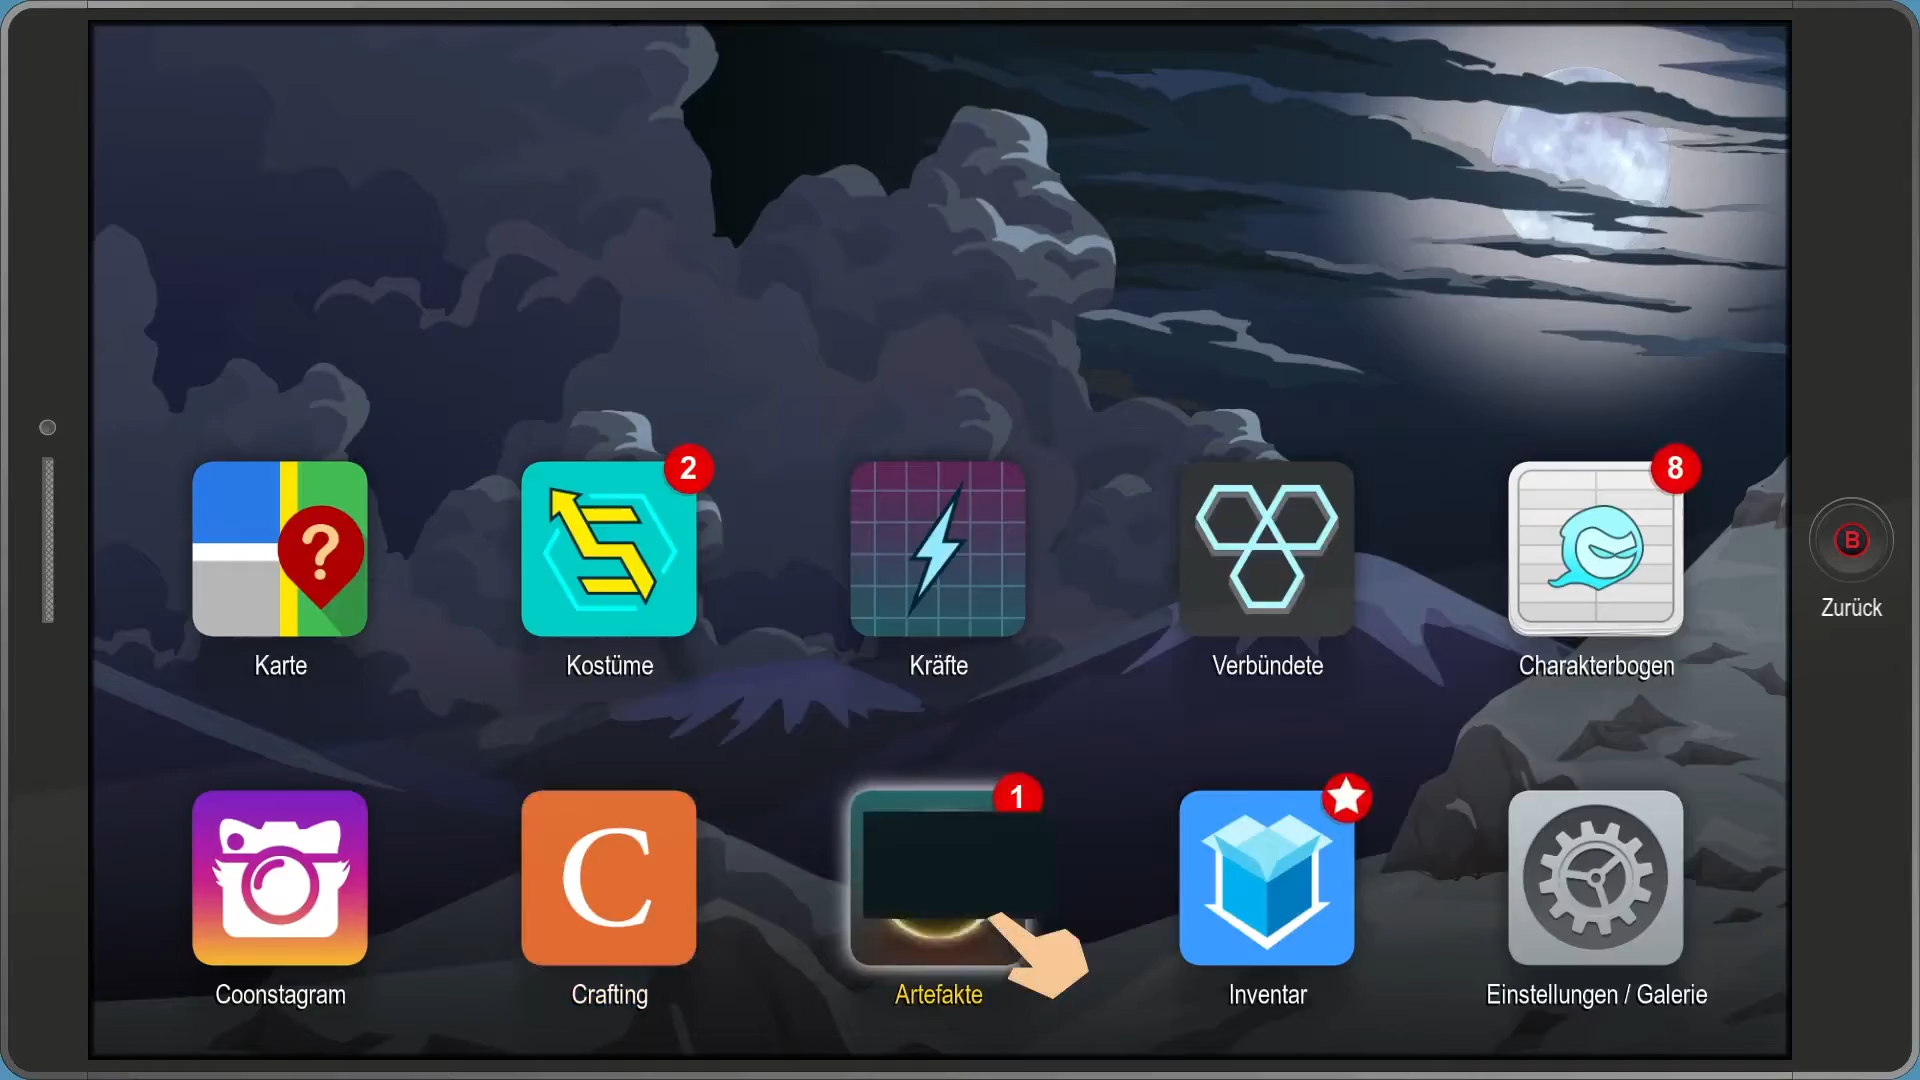 2
8
?
B
Karte
Kostüme
Kräfte
Verbündete
Charakterbogen
Zurück
1
C
Coonstagram
Crafting
Artefakte
Inventar
Einstellungen / Galerie